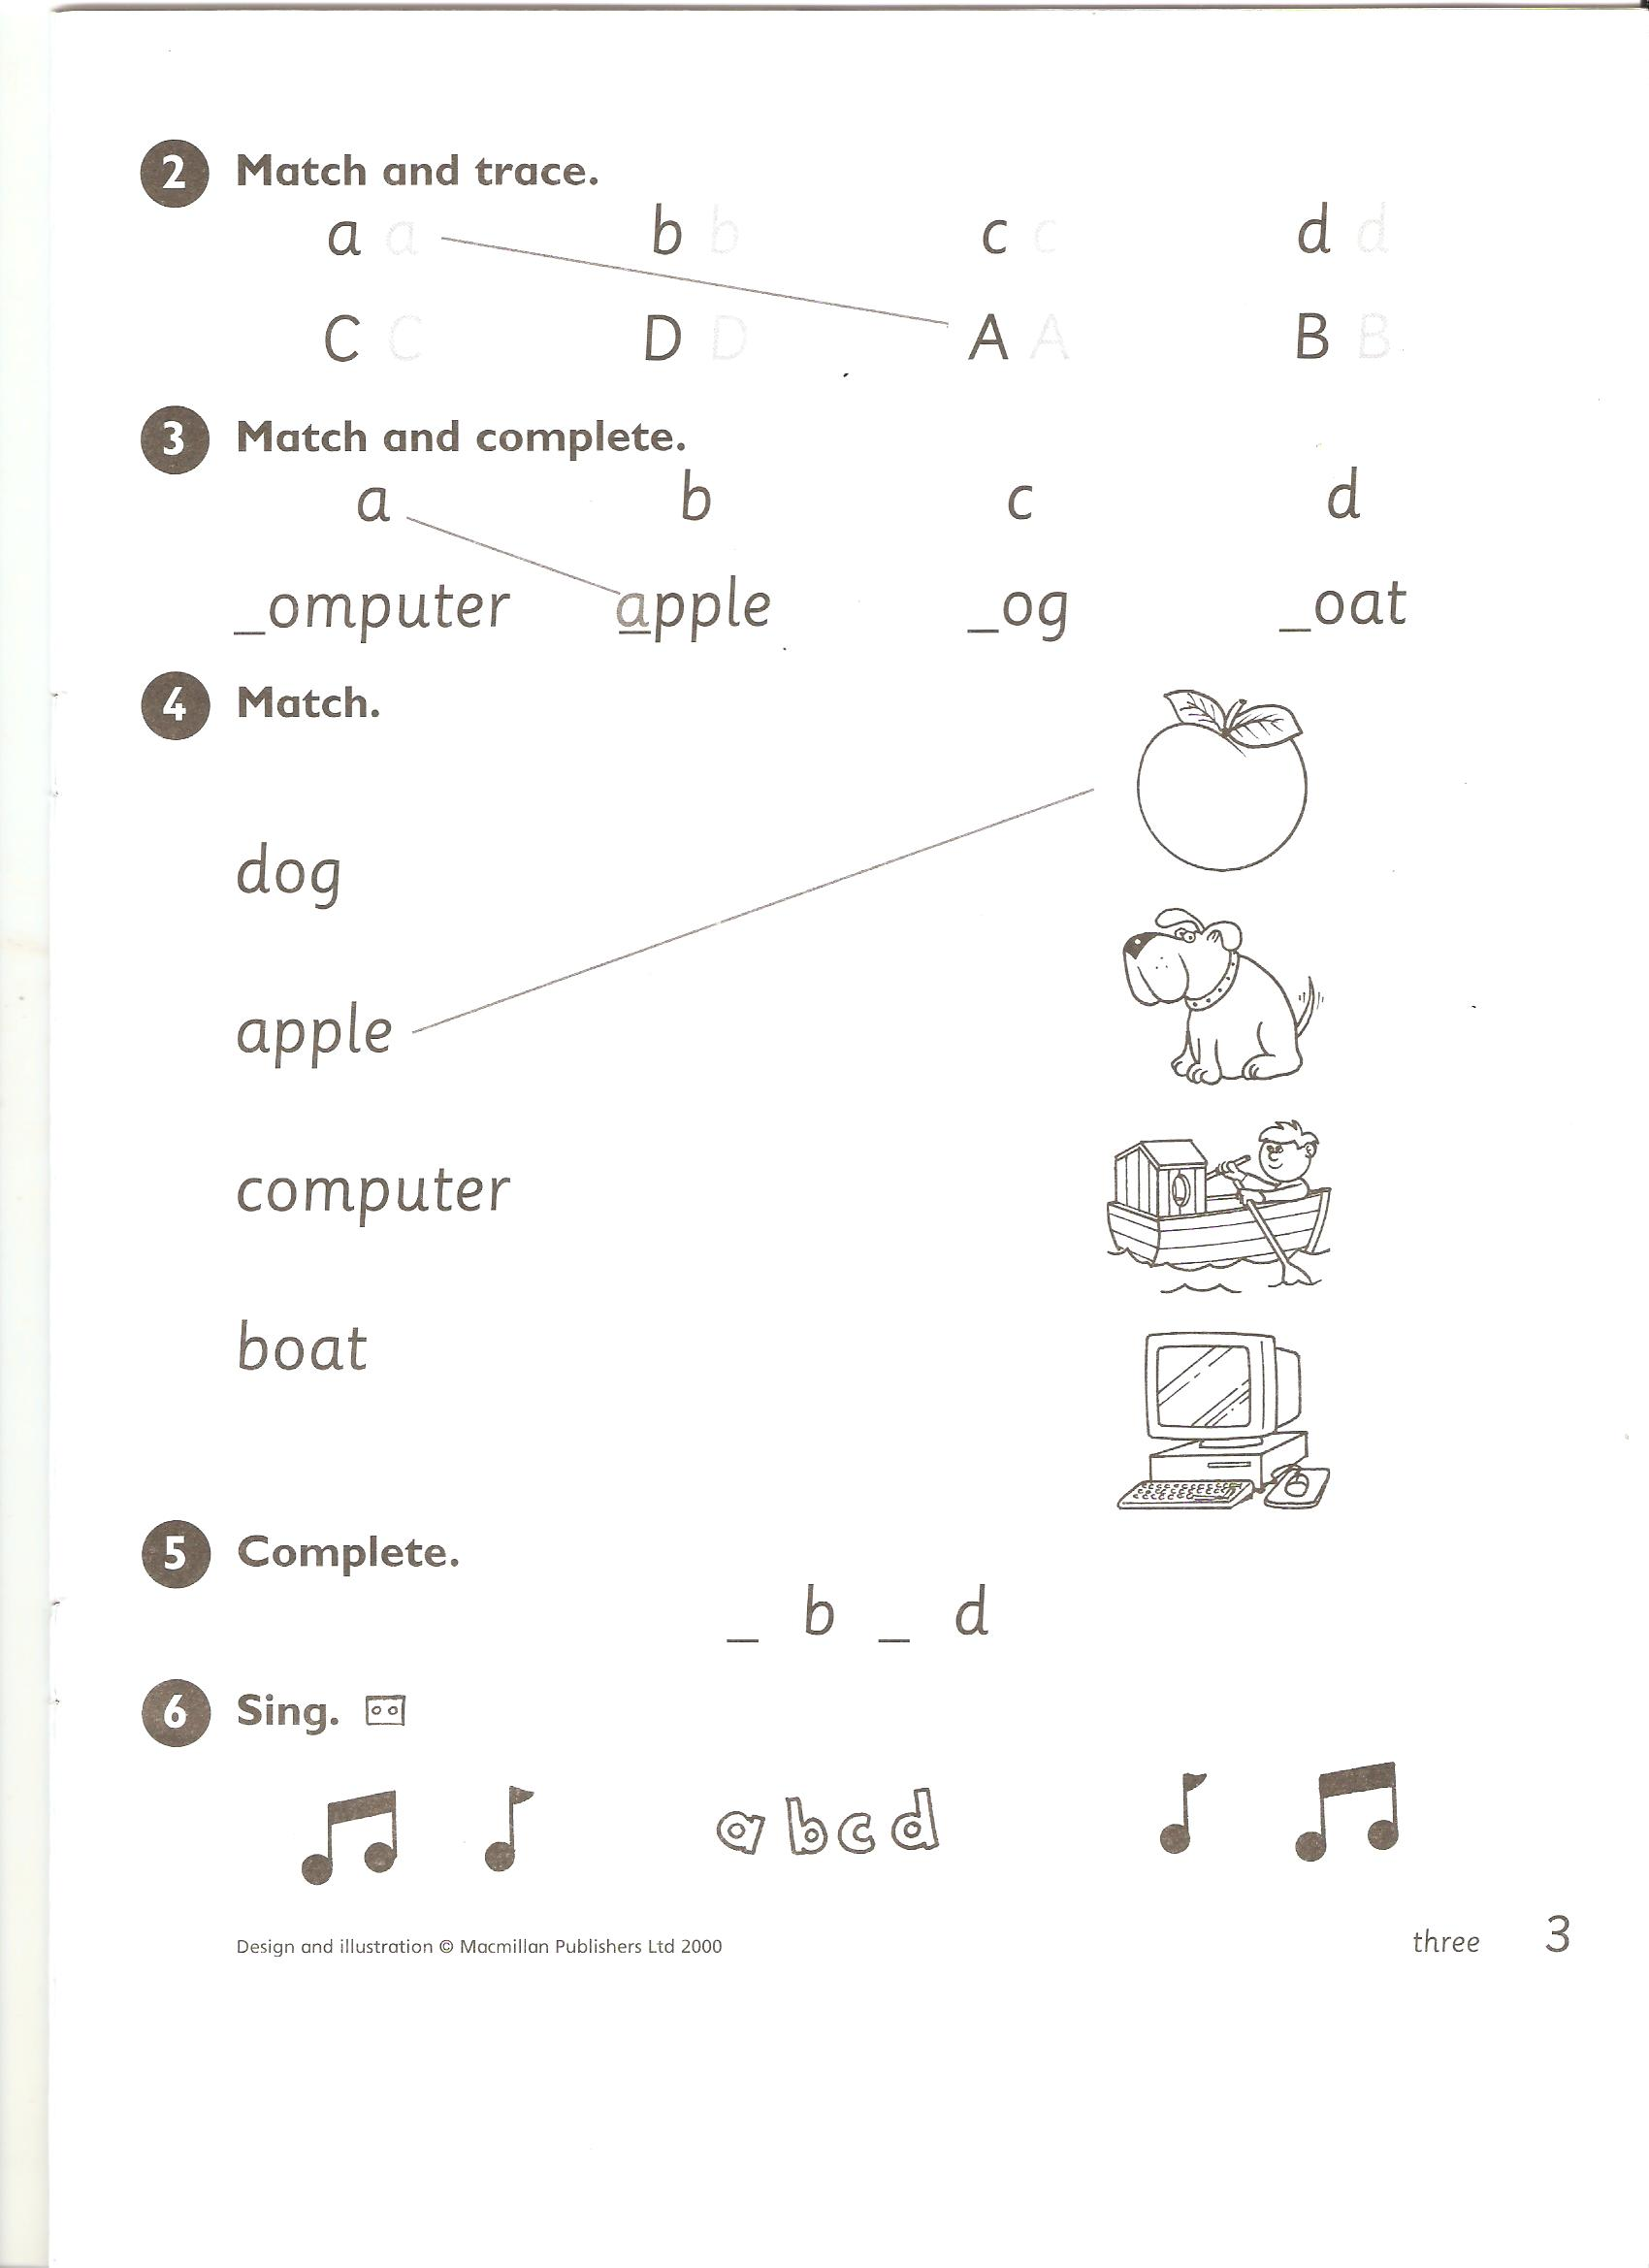 2 Match and trace.
a a b b c c d d
C C D D A A B B
3 Match and complete.
a b c d
_omputer apple _og _oat
4 Match.
dog
apple
computer
boat
5 Complete.
_ b _ d
6 Sing.
a b c d
Design and illustration © Macmillan Publishers Ltd 2000 three 3